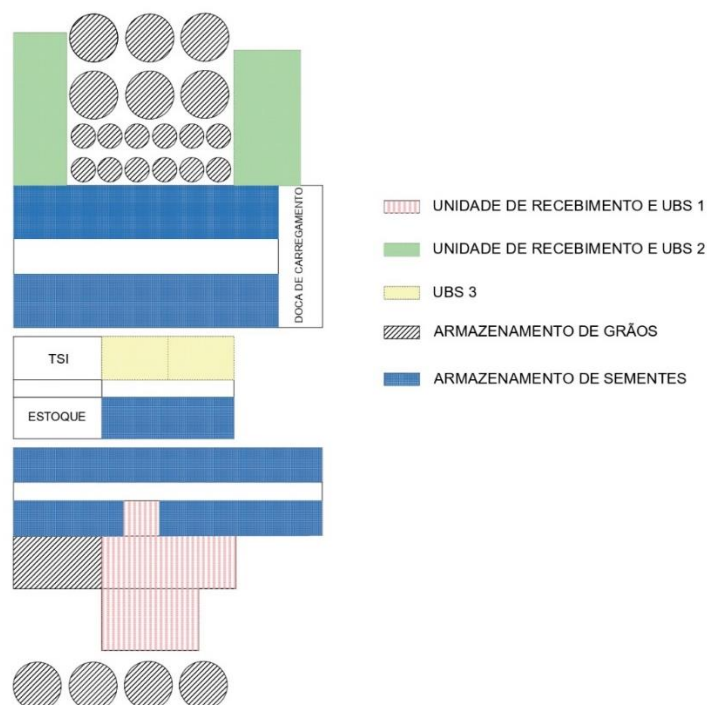 DOCA DE CARREGAMENTO
TSI
ESTOQUE
UNIDADE DE RECEBIMENTO E UBS 1
UNIDADE DE RECEBIMENTO E UBS 2
UBS 3
ARMAZENAMENTO DE GRÃOS
ARMAZENAMENTO DE SEMENTES